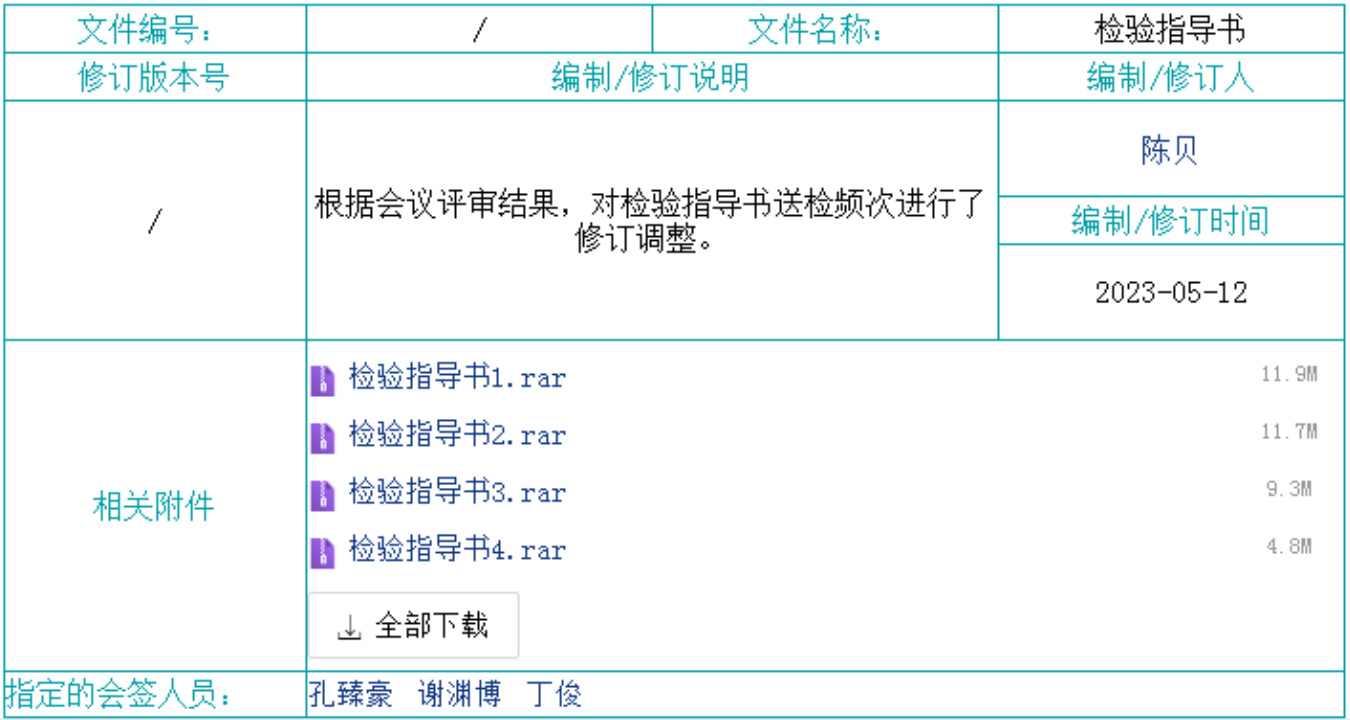 文件编号： / 文件名称： 检验指导书
修订版本号 编制/修订说明 编制/修订人
/ 根据会议评审结果，对检验指导书送检频次进行了
修订调整。
陈贝
编制/修订时间
2023-05-12
相关附件
检验指导书1.rar 11.9M
检验指导书2.rar 11.7M
检验指导书3.rar 9.3M
检验指导书4.rar 4.8M
全部下载
指定的会签人员： 孔臻豪 谢渊博 丁俊